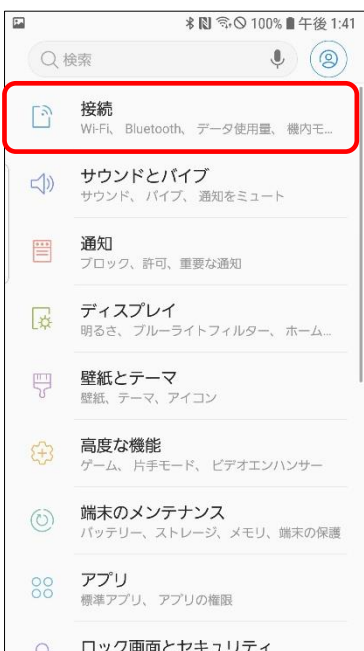 100% 午後 1:41
検索
接続
Wi-Fi、 Bluetooth、 データ使用量、 機内モ...
サウンドとバイブ
サウンド、 バイブ、 通知をミュート
通知
ブロック、許可、重要な通知
ディスプレイ
明るさ、 ブルーライトフィルター、 ホーム...
壁紙とテーマ
壁紙、テーマ、アイコン
高度な機能
ゲーム、 片手モード、 ビデオエンハンサー
端末のメンテナンス
バッテリー、ストレージ、メモリ、端末の保護
アプリ
標準アプリ、 アプリの権限
ロック画面とセキュリティ